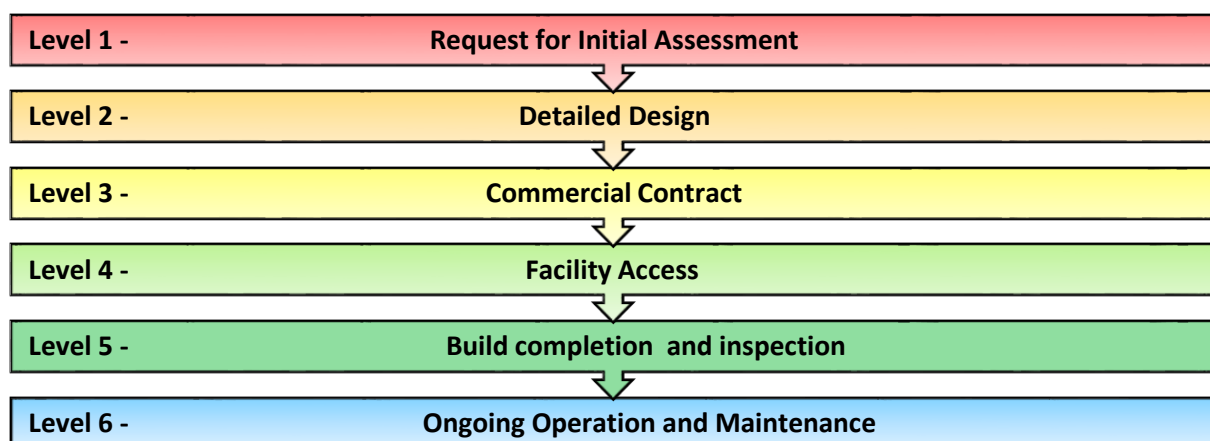 Level 1 - Request for Initial Assessment
Level 2 - Detailed Design
Level 3 - Commercial Contract
Level 4 - Facility Access
Level 5 - Build completion and inspection
Level 6 - Ongoing Operation and Maintenance